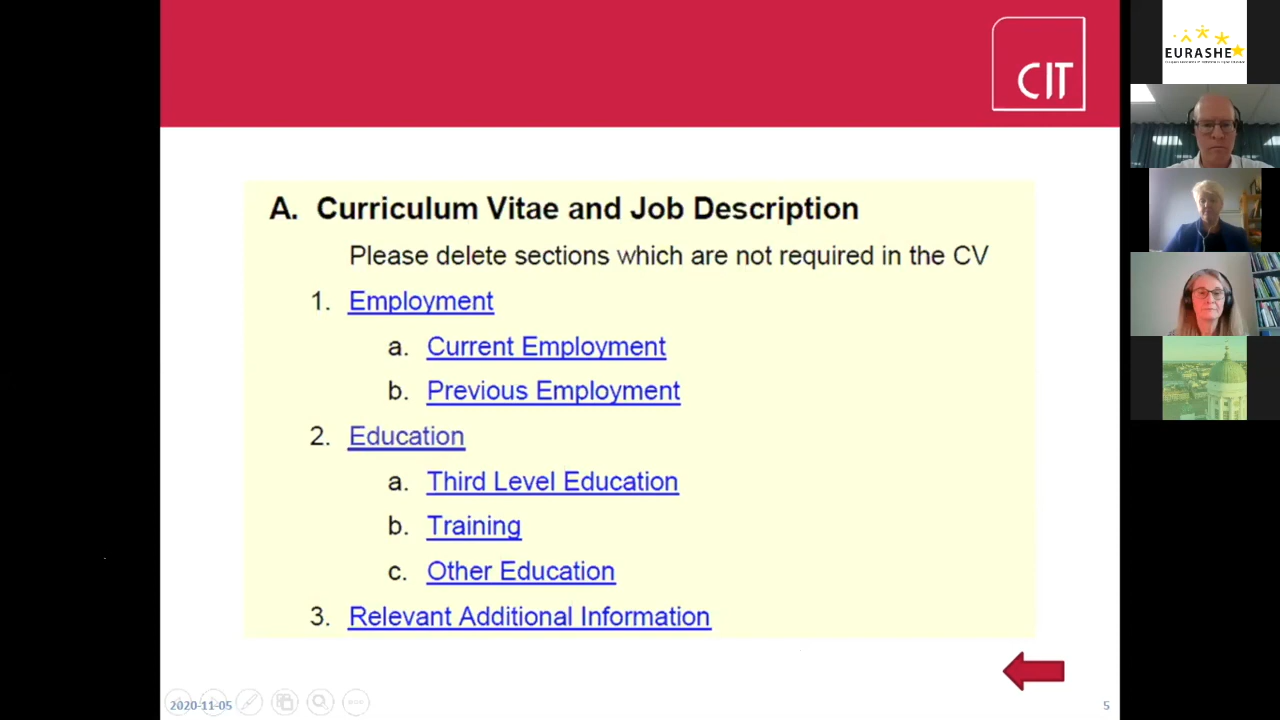 CIT
EURASHE
A. Curriculum Vitae and Job Description
Please delete sections which are not required in the CV
1. Employment
a. Current Employment
b. Previous Employment
2. Education
a. Third Level Education
b. Training
c. Other Education
3. Relevant Additional Information
2020-11-05
5